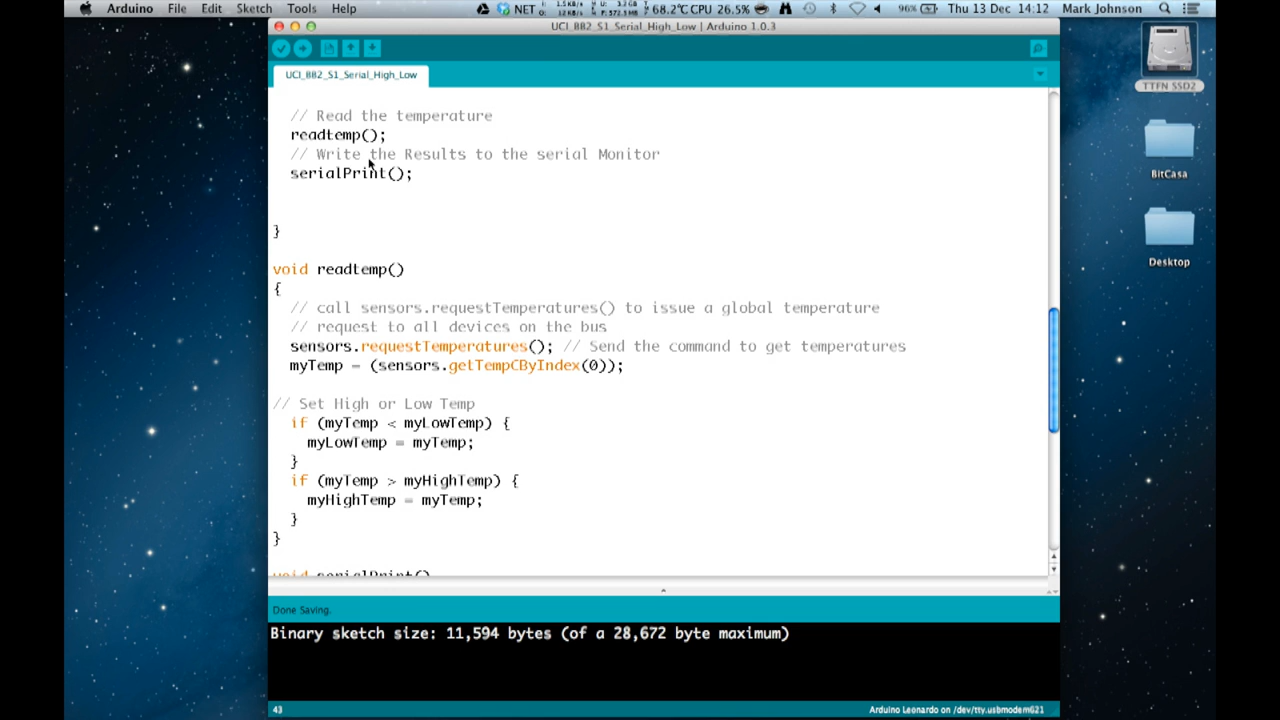 Arduino File Edit Sketch Tools Help NET 68.2°C CPU 26.5% 96% Thu 13 Dec 14:12 Mark Johnson
UCI_BB2_S1_Serial_High_Low | Arduino 1.0.3
UCI_BB2_S1_Serial_High_Low
// Read the temperature
readtemp();
// Write the Results to the serial Monitor
serialPrint();
}
void readtemp()
{
// call sensors.requestTemperatures() to issue a global temperature
// request to all devices on the bus
sensors.requestTemperatures(); // Send the command to get temperatures
myTemp = (sensors.getTempCByIndex(0));
// Set High or Low Temp
if (myTemp < myLowTemp) {
myLowTemp = myTemp;
}
if (myTemp > myHighTemp) {
myHighTemp = myTemp;
}
}
void serialPrint()
Done Saving.
Binary sketch size: 11,594 bytes (of a 28,672 byte maximum)
43 Arduino Leonardo on /dev/tty.usbmodem621
TTFN SSD2
BitCasa
Desktop